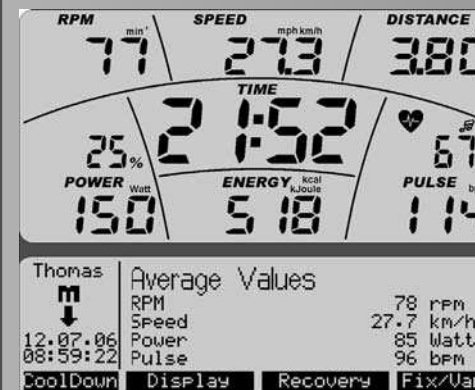 RPM SPEED DISTANCE
min⁻ mph km/h
77 27.3 3.80
TIME
21:52
25%
POWER Watt ENERGY kcal kJoule PULSE
150 518
Thomas Average Values
m RPM 78 rpm
Speed 27.7 km/h
12.07.06 Power 85 Watt
08:59:22 Pulse 96 bpm
CoolDown Display Recovery